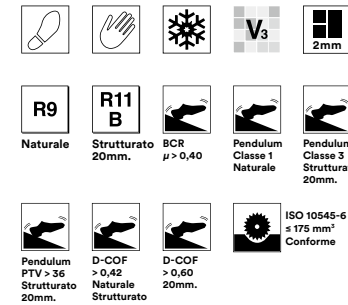 V3
2mm
R9
R11
B
Naturale
Strutturato
20mm.
BCR
μ > 0,40
Pendulum
Classe 1
Naturale
Pendulum
Classe 3
Struttura
20mm.
Pendulum
PTV > 36
Strutturato
20mm.
D-COF
> 0,42
Naturale
Strutturato
D-COF
> 0,60
20mm.
ISO 10545-6
≤ 175 mm³
Conforme